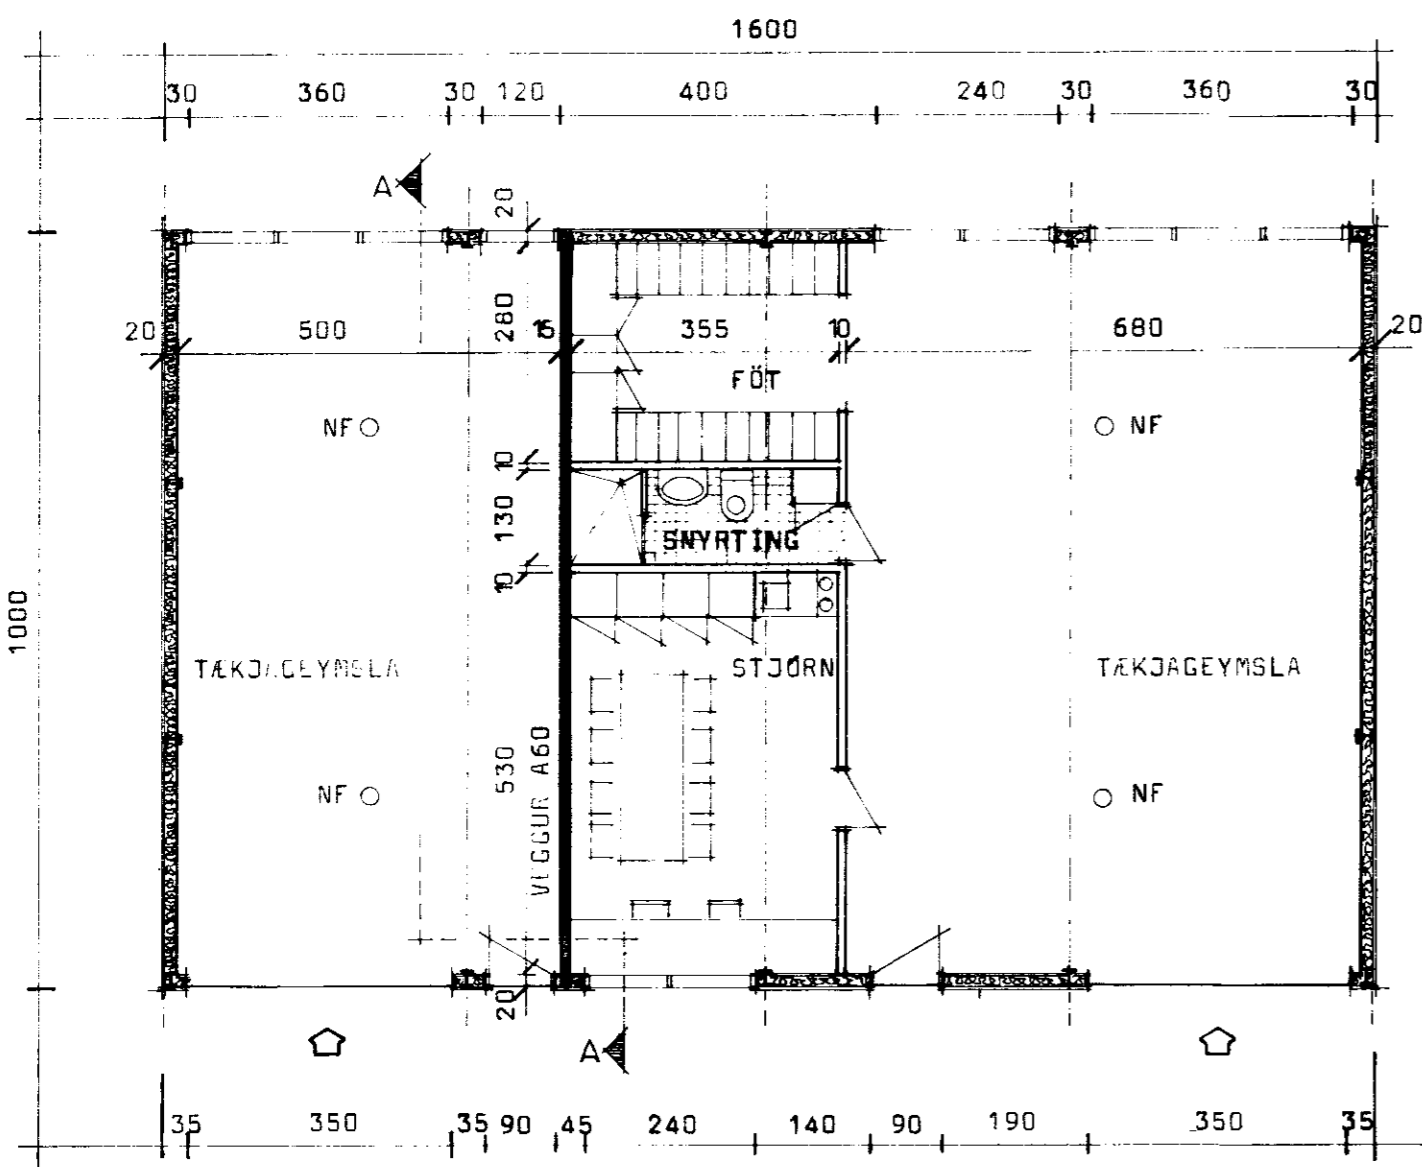 1600
30 360 30 120 400 240 30 360 30
A
20
280
20 500 15 355 10 680 20
FÖT
NF NF
10
130
SNYRTING
10
1000
TÆKJAGEYMSLA STJÓRN TÆKJAGEYMSLA
530
VEGGUR A60
NF NF
20
A
35 350 35 90 45 240 140 90 190 350 35